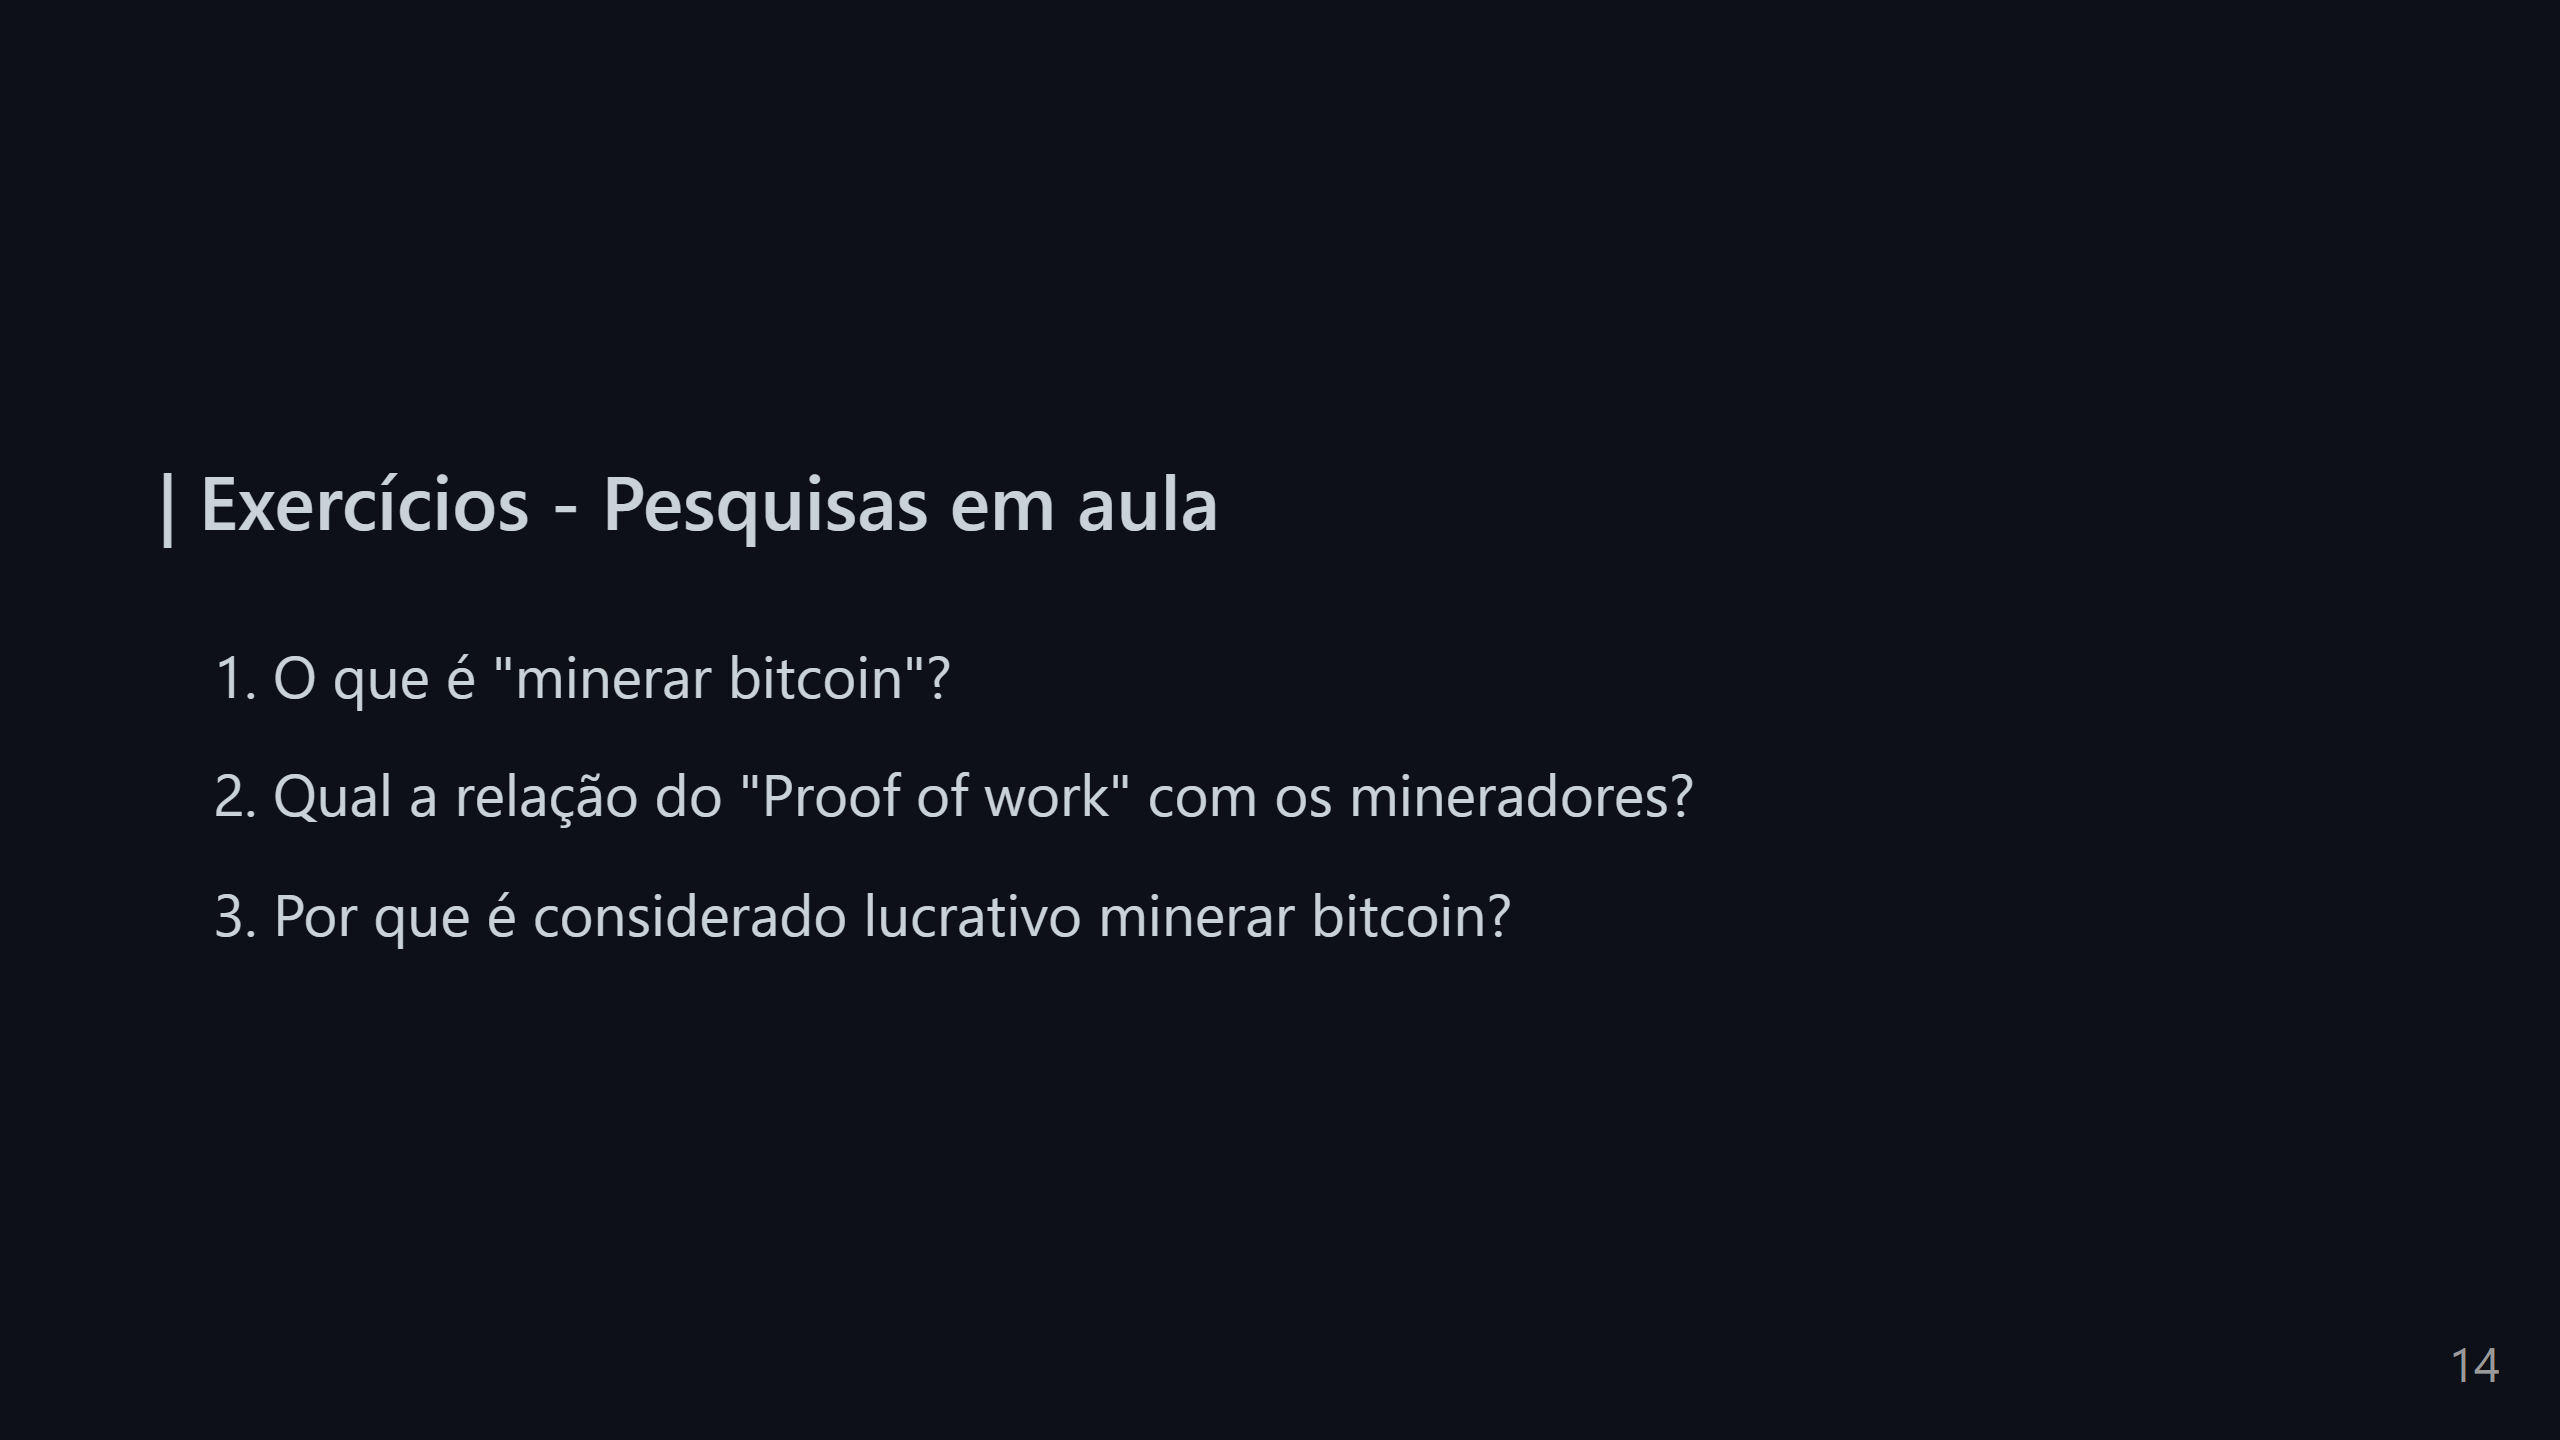 | Exercícios - Pesquisas em aula
1. O que é "minerar bitcoin"?
2. Qual a relação do "Proof of work" com os mineradores?
3. Por que é considerado lucrativo minerar bitcoin?
14